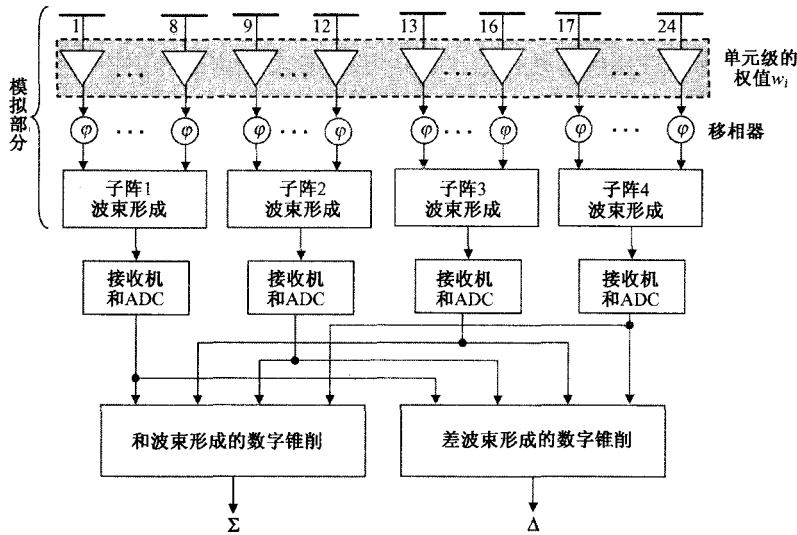 1 8 9 12 13 16 17 24
单元级的
权值wᵢ
模拟部分
φ φ φ φ φ φ φ φ
移相器
子阵1
波束形成
子阵2
波束形成
子阵3
波束形成
子阵4
波束形成
接收机
和ADC
接收机
和ADC
接收机
和ADC
接收机
和ADC
和波束形成的数字锥削
差波束形成的数字锥削
Σ
Δ